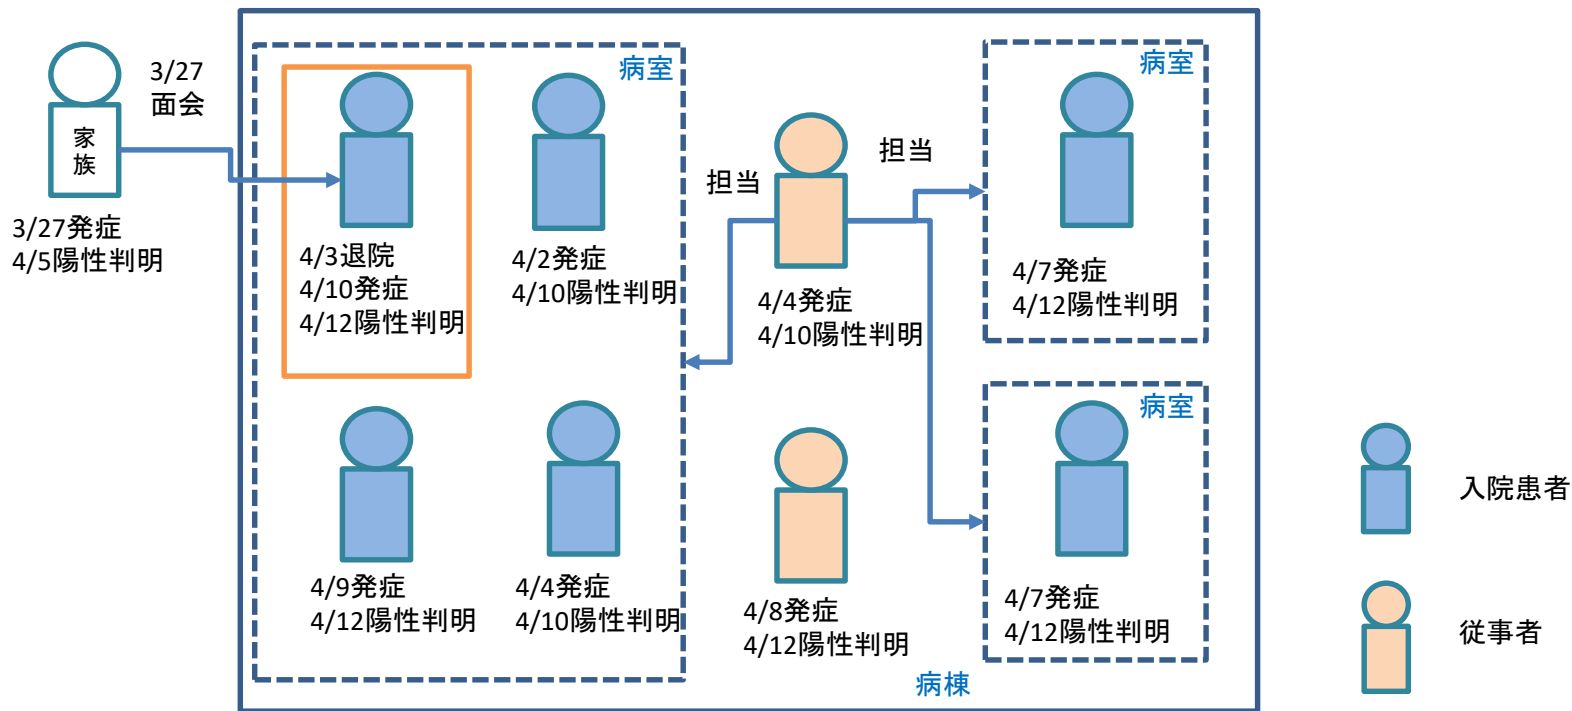 3/27
面会
家
族
3/27発症
4/5陽性判明
病室
4/3退院
4/10発症
4/12陽性判明
4/2発症
4/10陽性判明
4/9発症
4/12陽性判明
4/4発症
4/10陽性判明
担当
担当
4/4発症
4/10陽性判明
4/8発症
4/12陽性判明
病室
4/7発症
4/12陽性判明
病室
4/7発症
4/12陽性判明
病棟
入院患者
従事者